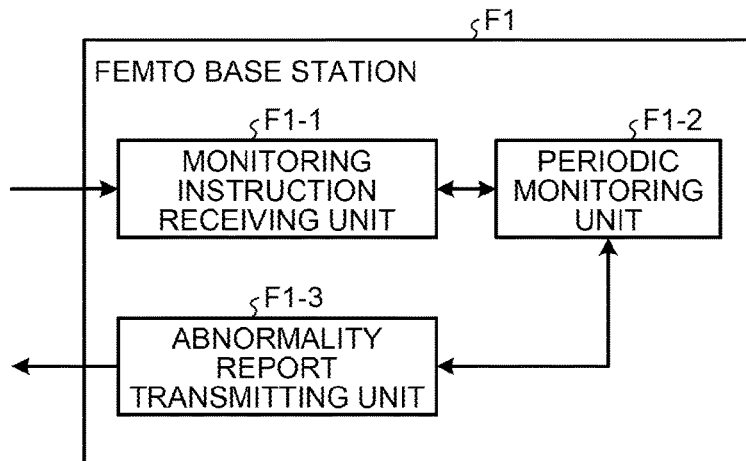 F1
FEMTO BASE STATION
F1-1
MONITORING
INSTRUCTION
RECEIVING UNIT
F1-2
PERIODIC
MONITORING
UNIT
F1-3
ABNORMALITY
REPORT
TRANSMITTING UNIT